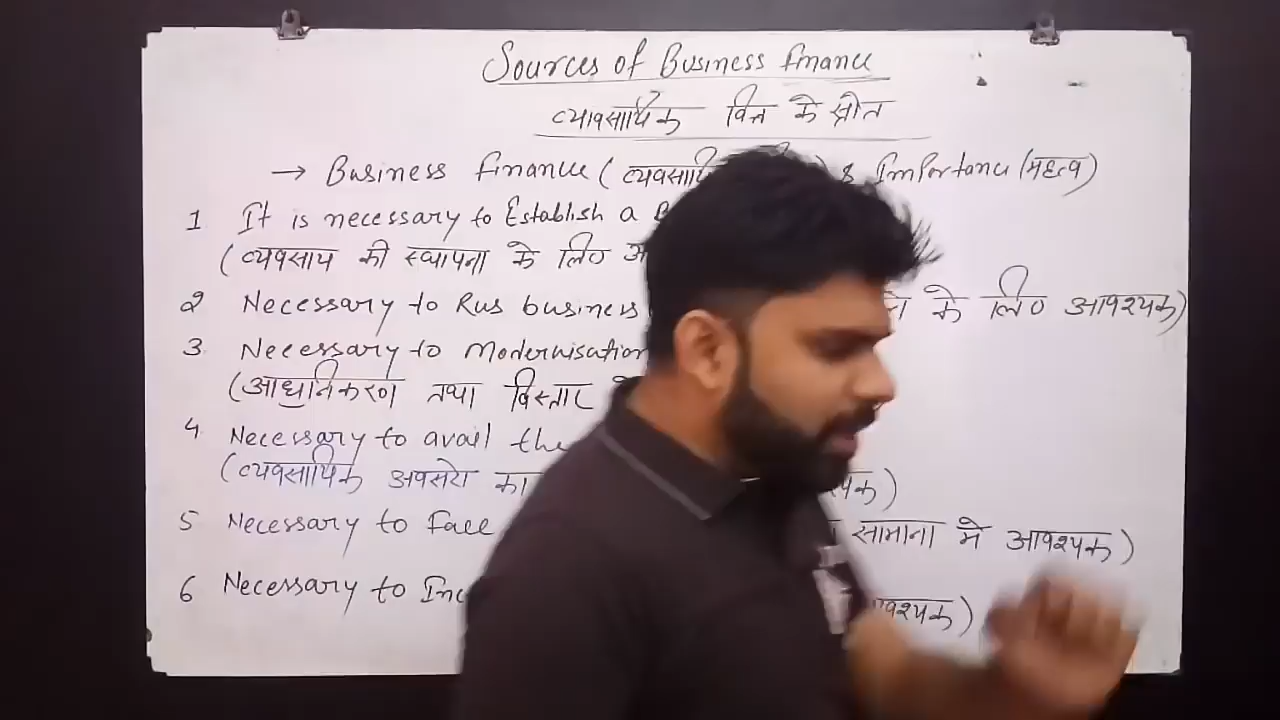 Sources of Business finance
व्यावसायिक वित्त के स्रोत
→ Business finance ( व्यवसायि & Importance (महत्व)
1 It is necessary to Establish a B
(व्यवसाय की स्थापना के लिए आ
2 Necessary to Rus business के लिए आवश्यक)
3 Necessary to Modernisation
(आधुनिकरण तथा विस्तार
4 Necessary to avail the
(व्यवसायिक अवसरो का श्यक)
5 Necessary to Face सामाना मे आवश्यक)
6 Necessary to Inc आवश्यक)